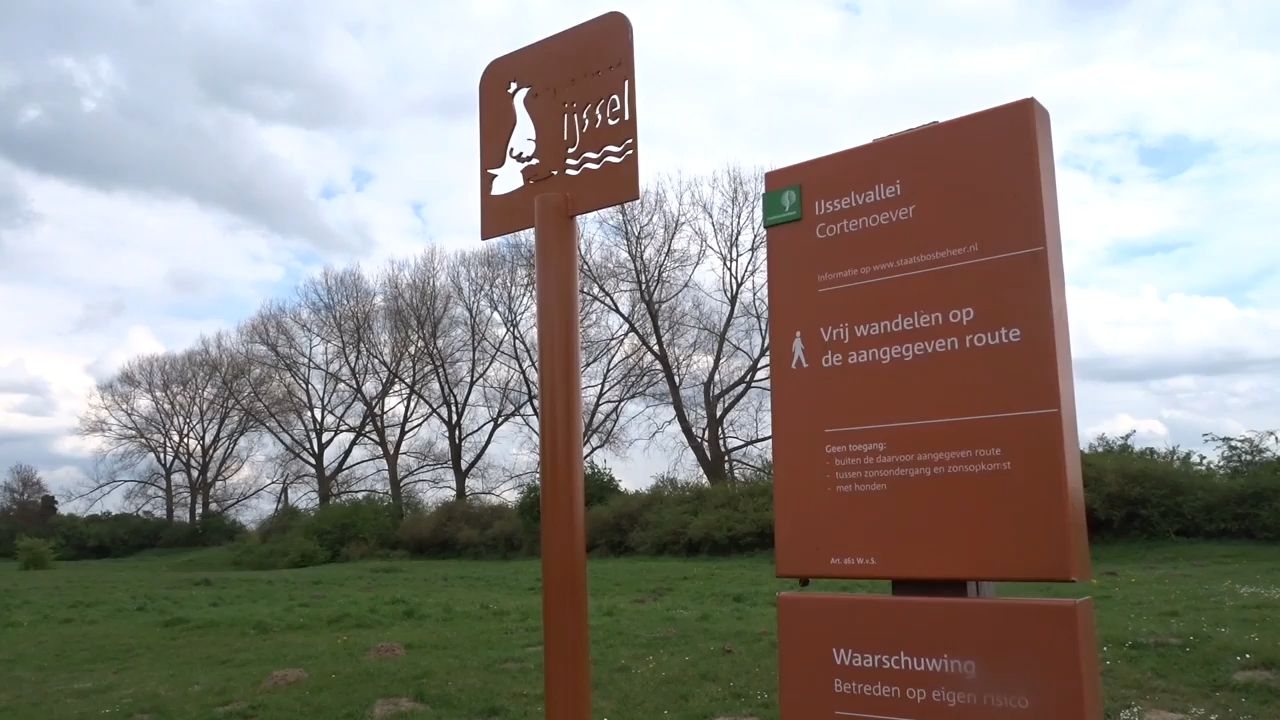 ijssel
IJsselvallei
Cortenoever
Informatie op www.staatsbosbeheer.nl
Vrij wandelen op
de aangegeven route
Geen toegang:
- buiten de daarvoor aangegeven route
- tussen zonsondergang en zonsopkomst
- met honden
Art. 461 W.v.S.
Waarschuwing
Betreden op eigen risico